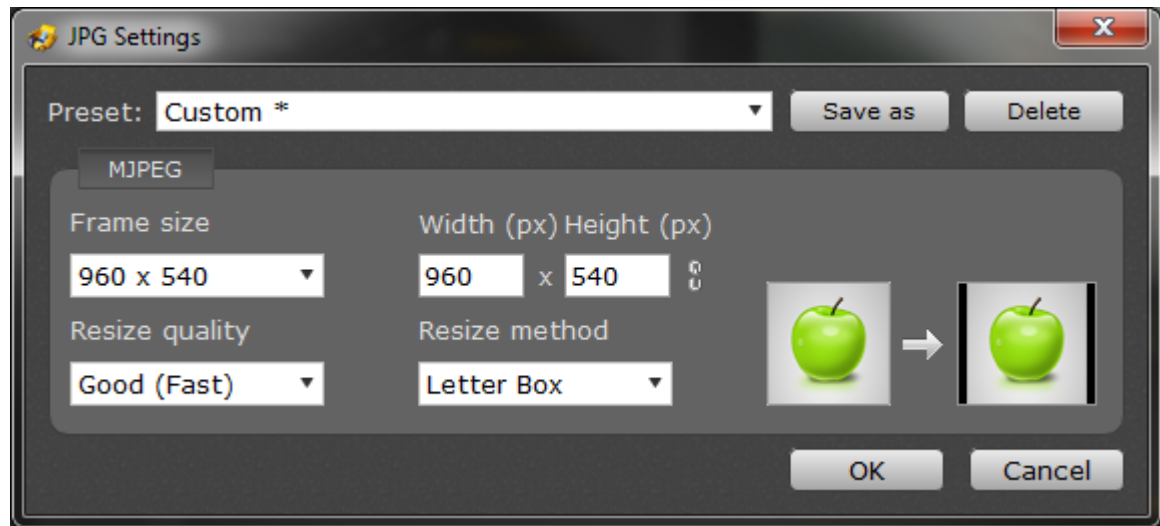 JPG Settings
Preset: Custom * Save as Delete
MJPEG
Frame size Width (px) Height (px)
960 x 540 960 x 540
Resize quality Resize method
Good (Fast) Letter Box
OK Cancel